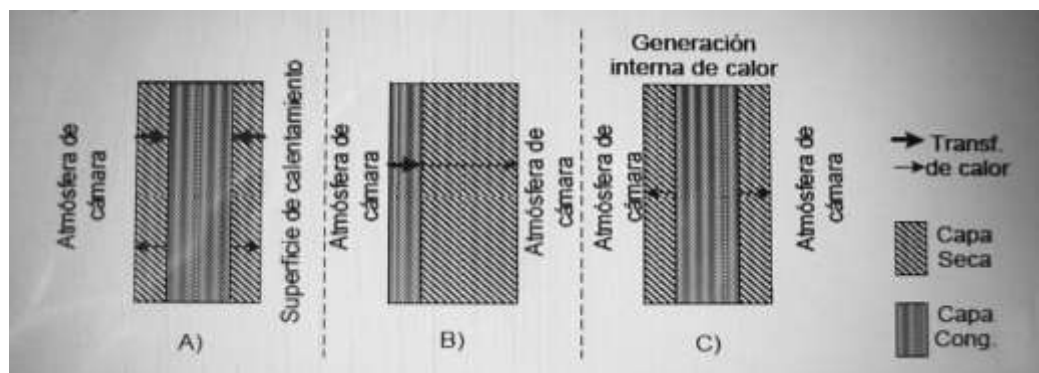 Atmósfera de
cámara
Superficie de calentamiento
A)
Atmósfera de
cámara
Atmósfera de
cámara
B)
Generación
interna de calor
Atmósfera de
cámara
Atmósfera de
cámara
C)
Transf.
de calor
Capa
Seca
Capa
Cong.